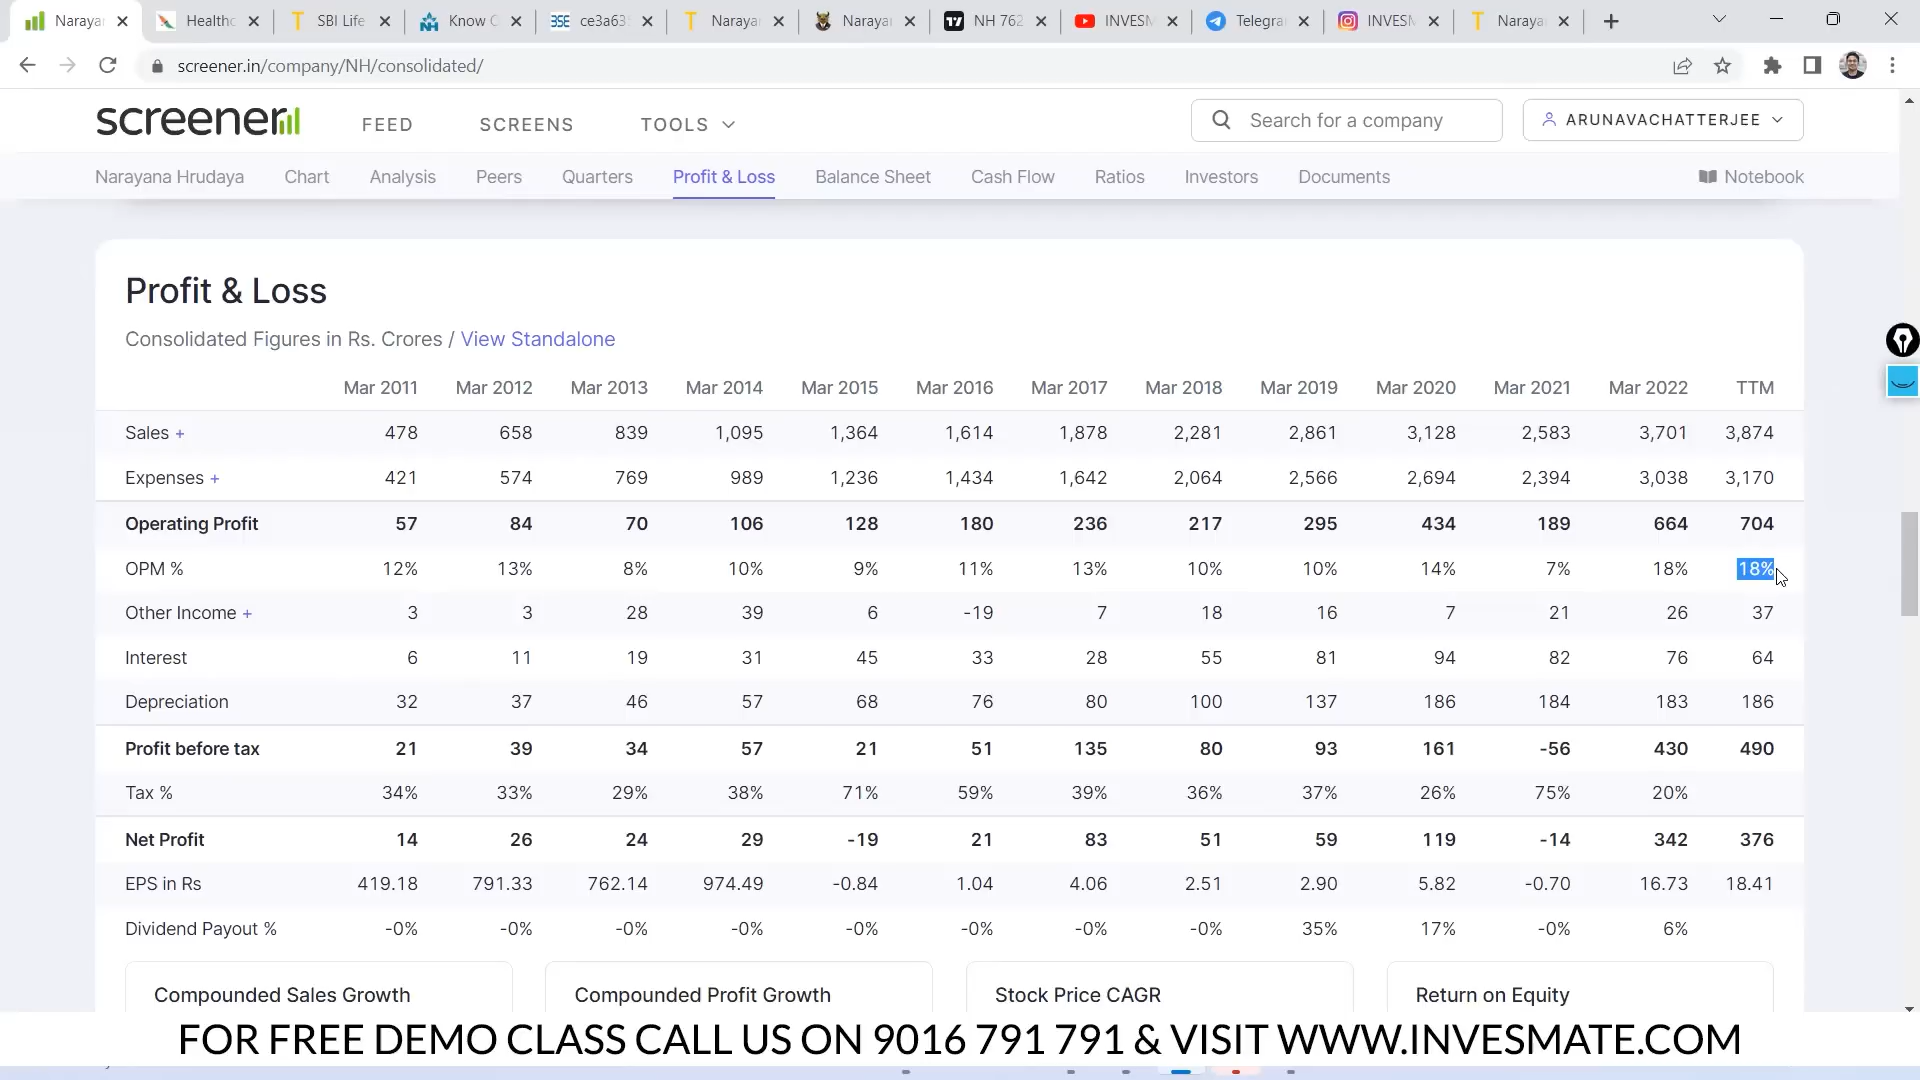 Naraya
Healthc
SBI Life
Know C
3SE
ce3a63
Naraya
Naraya
NH 762
INVESM
Telegra
INVESM
Naraya
screener.in/company/NH/consolidated/
screener
FEED
SCREENS
TOOLS
Search for a company
ARUNAVACHATTERJEE
Narayana Hrudaya
Chart
Analysis
Peers
Quarters
Profit & Loss
Balance Sheet
Cash Flow
Ratios
Investors
Documents
Notebook
Profit & Loss
Consolidated Figures in Rs. Crores / View Standalone
Mar 2011 Mar 2012 Mar 2013 Mar 2014 Mar 2015 Mar 2016 Mar 2017 Mar 2018 Mar 2019 Mar 2020 Mar 2021 Mar 2022 TTM
Sales + 478 658 839 1,095 1,364 1,614 1,878 2,281 2,861 3,128 2,583 3,701 3,874
Expenses + 421 574 769 989 1,236 1,434 1,642 2,064 2,566 2,694 2,394 3,038 3,170
Operating Profit 57 84 70 106 128 180 236 217 295 434 189 664 704
OPM % 12% 13% 8% 10% 9% 11% 13% 10% 10% 14% 7% 18% 18%
Other Income + 3 3 28 39 6 -19 7 18 16 7 21 26 37
Interest 6 11 19 31 45 33 28 55 81 94 82 76 64
Depreciation 32 37 46 57 68 76 80 100 137 186 184 183 186
Profit before tax 21 39 34 57 21 51 135 80 93 161 -56 430 490
Tax % 34% 33% 29% 38% 71% 59% 39% 36% 37% 26% 75% 20%
Net Profit 14 26 24 29 -19 21 83 51 59 119 -14 342 376
EPS in Rs 419.18 791.33 762.14 974.49 -0.84 1.04 4.06 2.51 2.90 5.82 -0.70 16.73 18.41
Dividend Payout % -0% -0% -0% -0% -0% -0% -0% -0% 35% 17% -0% 6%
Compounded Sales Growth
Compounded Profit Growth
Stock Price CAGR
Return on Equity
FOR FREE DEMO CLASS CALL US ON 9016 791 791 & VISIT WWW.INVESMATE.COM